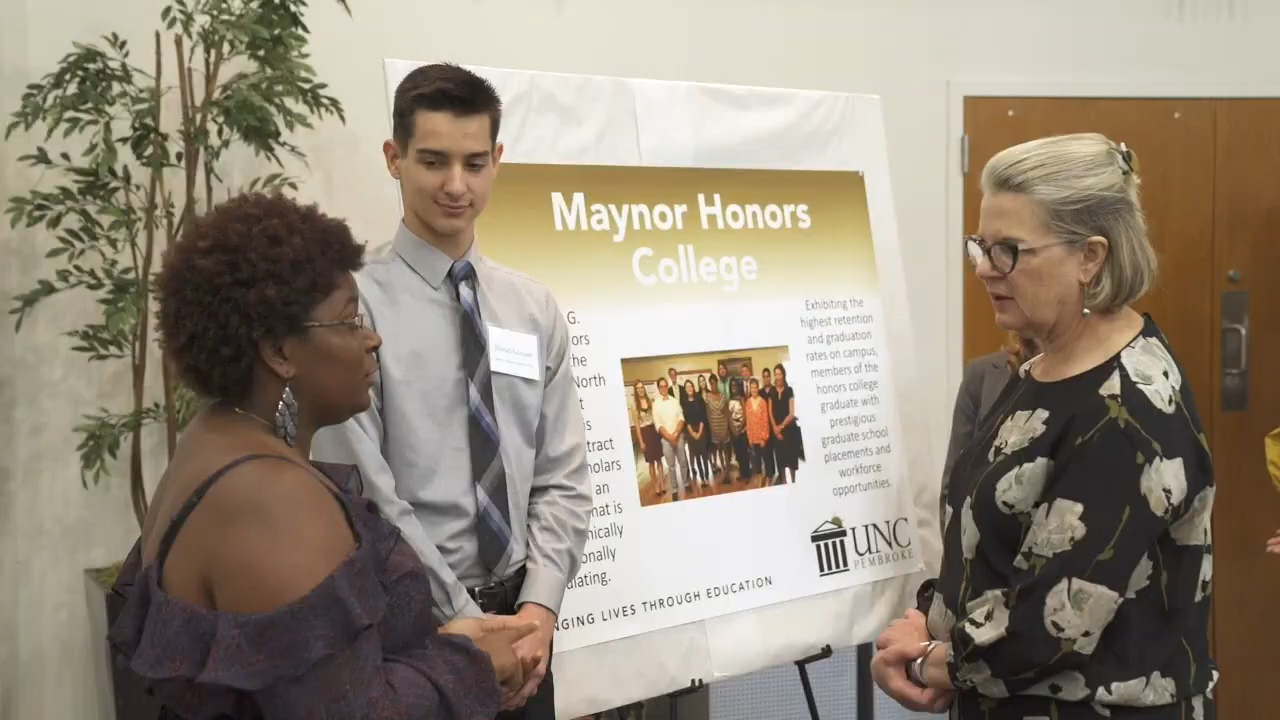 Maynor Honors
College
G.
ors
the
North
t
is
tract
holars
an
hat is
nically
onally
ulating.
Exhibiting the
highest retention
and graduation
rates on campus,
members of the
honors college
graduate with
prestigious
graduate school
placements and
workforce
opportunities.
UNC
PEMBROKE
NGING LIVES THROUGH EDUCATION